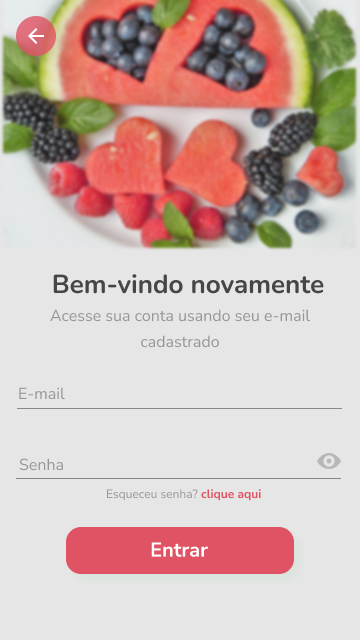 Bem-vindo novamente
Acesse sua conta usando seu e-mail
cadastrado
E-mail
Senha
Esqueceu senha? clique aqui
Entrar